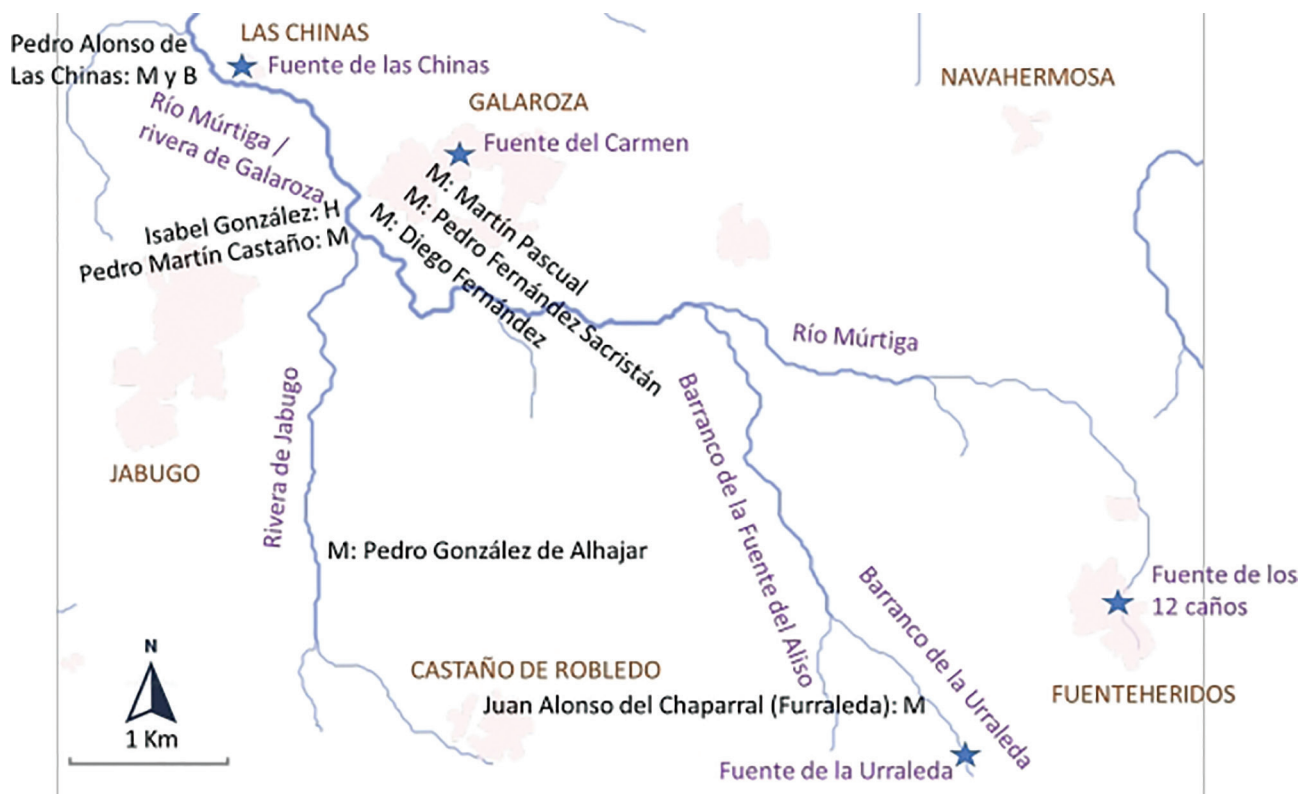 LAS CHINAS
Pedro Alonso de
Las Chinas: M y B
Fuente de las Chinas
NAVAHERMOSA
GALAROZA
Río Múrtiga /
rivera de Galaroza
Fuente del Carmen
M: Martín Pascual
M: Pedro Fernández Sacristán
M: Diego Fernández
Isabel González: H
Pedro Martín Castaño: M
Río Múrtiga
JABUGO
Rivera de Jabugo
Barranco de la Fuente del Aliso
M: Pedro González de Alhajar
Barranco de la Urraleda
Fuente de los
12 caños
N
1 Km
CASTAÑO DE ROBLEDO
Juan Alonso del Chaparral (Furraleda): M
FUENTEHERIDOS
Fuente de la Urraleda